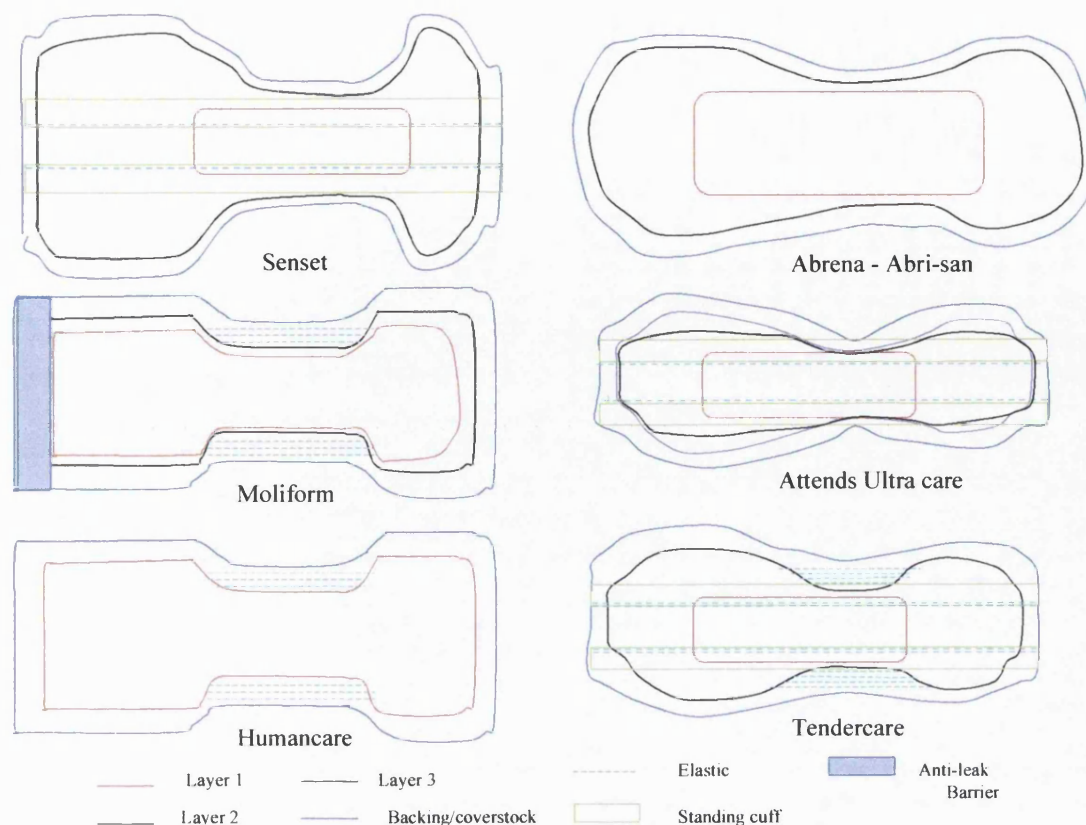 Senset
Abrena - Abri-san
Moliform
Attends Ultra care
Humancare
Tendercare
Layer 1
Layer 3
Elastic
Anti-leak
Barrier
Layer 2
Backing/coverstock
Standing cuff